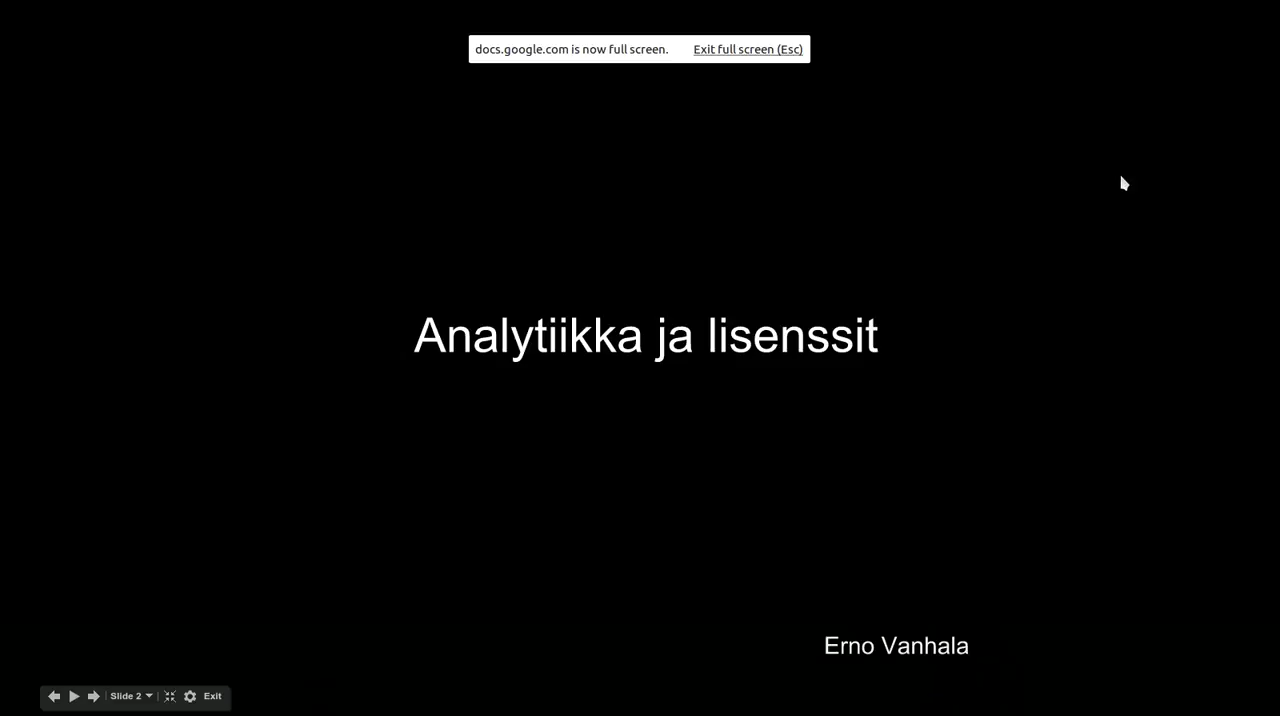 docs.google.com is now full screen. Exit full screen (Esc)
Analytiikka ja lisenssit
Erno Vanhala
Slide 2 Exit